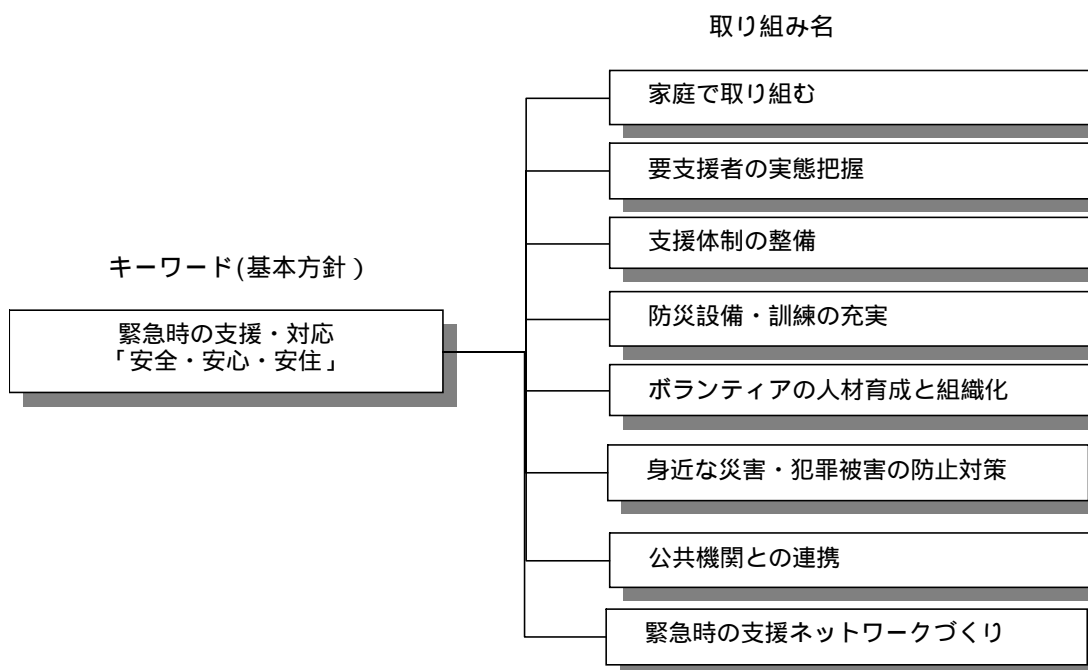 取り組み名
家庭で取り組む
要支援者の実態把握
支援体制の整備
キーワード(基本方針)
緊急時の支援・対応
「安全・安心・安住」
防災設備・訓練の充実
ボランティアの人材育成と組織化
身近な災害・犯罪被害の防止対策
公共機関との連携
緊急時の支援ネットワークづくり